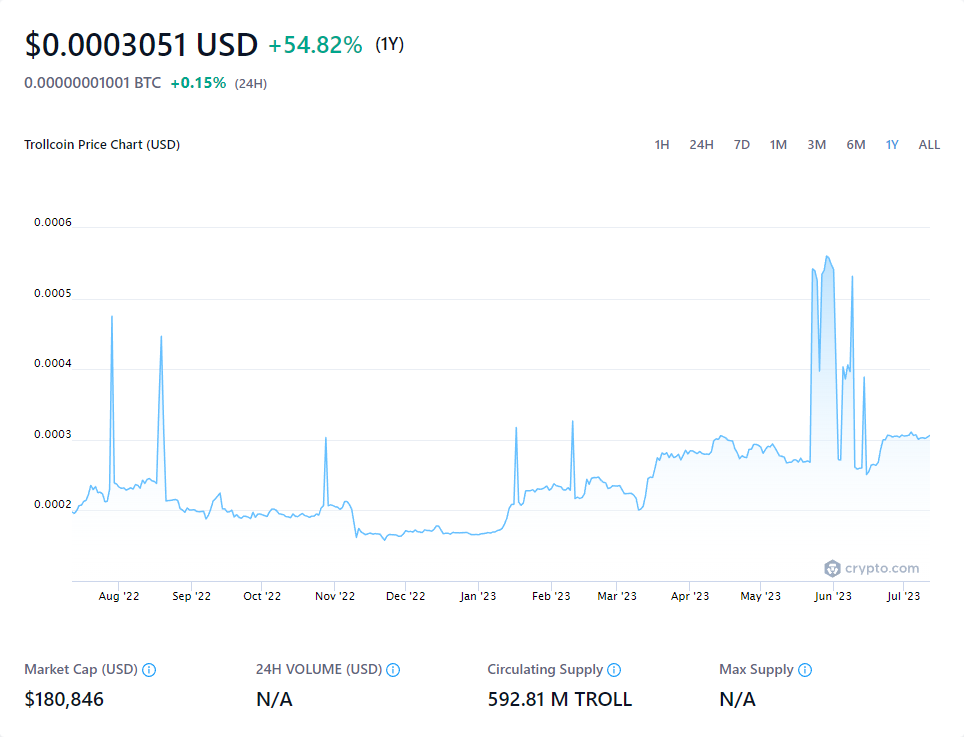 $0.0003051 USD +54.82% (1Y)
0.00000001001 BTC +0.15% (24H)
Trollcoin Price Chart (USD) 1H 24H 7D 1M 3M 6M 1Y ALL
0.0006
0.0005
0.0004
0.0003
0.0002
crypto.com
Aug '22 Sep '22 Oct '22 Nov '22 Dec '22 Jan '23 Feb '23 Mar '23 Apr '23 May '23 Jun '23 Jul '23
Market Cap (USD) 24H VOLUME (USD) Circulating Supply Max Supply
$180,846 N/A 592.81 M TROLL N/A